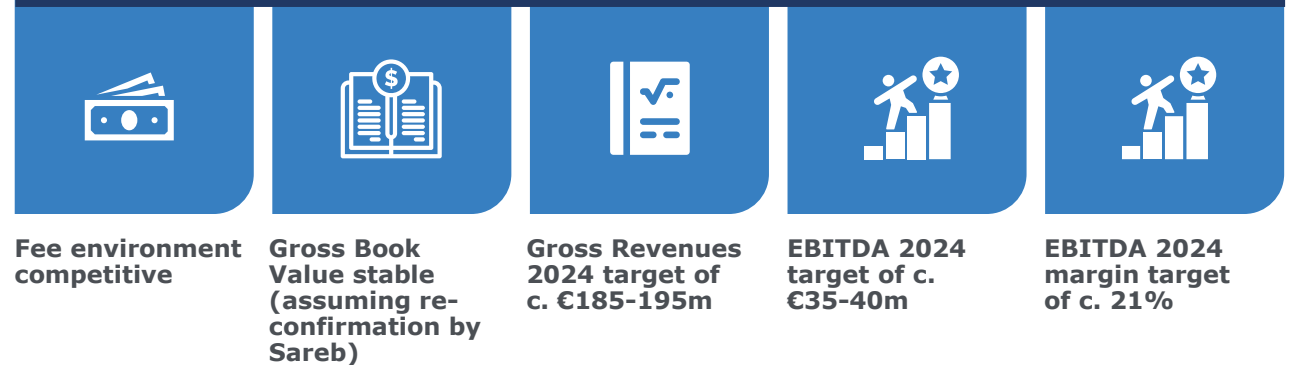 $
Fee environment
competitive
Gross Book
Value stable
(assuming re-
confirmation by
Sareb)
Gross Revenues
2024 target of
c. €185-195m
EBITDA 2024
target of c.
€35-40m
EBITDA 2024
margin target
of c. 21%